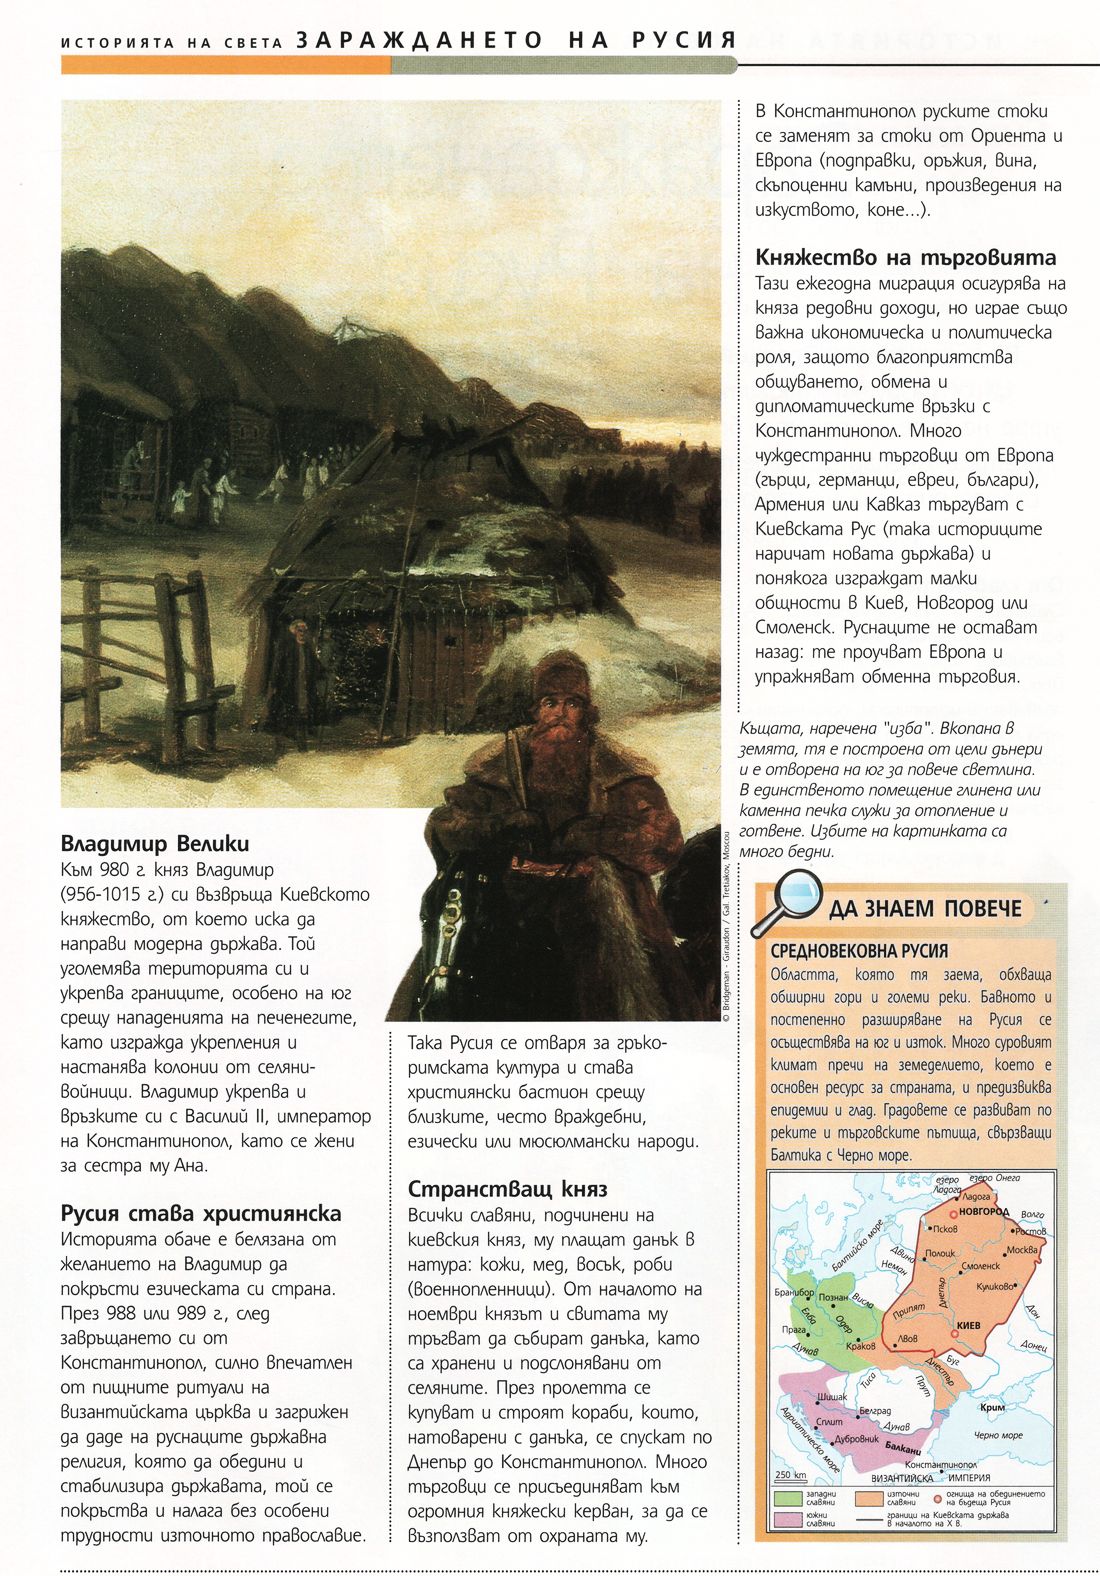 ИСТОРИЯТА НА СВЕТА ЗАРАЖДАНЕТО НА РУСИЯ
Владимир Велики
Към 980 г. княз Владимир
(956-1015 г.) си възвръща Киевското
княжество, от което иска да
направи модерна държава. Той
уголемява територията си и
укрепва границите, особено на юг
срещу нападенията на печенегите,
като изгражда укрепления и
настанява колонии от селяни-
войници. Владимир укрепва и
връзките си с Василий II, император
на Константинопол, като се жени
за сестра му Ана.
Русия става християнска
Историята обаче е белязана от
желанието на Владимир да
покръсти езическата си страна.
През 988 или 989 г., след
завръщането си от
Константинопол, силно впечатлен
от пищните ритуали на
византийската църква и загрижен
да даде на руснаците държавна
религия, която да обедини и
стабилизира държавата, той се
покръства и налага без особени
трудности източното православие.
© Bridgeman - Giraudon / Gal. Tretiakov, Moscou
Така Русия се отваря за гръко-
римската култура и става
християнски бастион срещу
близките, често враждебни,
езически или мюсюлмански народи.
Странстващ княз
Всички славяни, подчинени на
киевския княз, му плащат данък в
натура: кожи, мед, восък, роби
(военнопленници). От началото на
ноември князът и свитата му
тръгват да събират данъка, като
са хранени и подслонявани от
селяните. През пролетта се
купуват и строят кораби, които,
натоварени с данъка, се спускат по
Днепър до Константинопол. Много
търговци се присъединяват към
огромния княжески керван, за да се
възползват от охраната му.
В Константинопол руските стоки
се заменят за стоки от Ориента и
Европа (подправки, оръжия, вина,
скъпоценни камъни, произведения на
изкуството, коне...).
Княжество на търговията
Тази ежегодна миграция осигурява на
княза редовни доходи, но играе също
важна икономическа и политическа
роля, защото благоприятства
общуването, обмена и
дипломатическите връзки с
Константинопол. Много
чуждестранни търговци от Европа
(гърци, германци, евреи, българи),
Армения или Кавказ търгуват с
Киевската Рус (така историците
наричат новата държава) и
понякога изграждат малки
общности в Киев, Новгород или
Смоленск. Руснаците не остават
назад: те проучват Европа и
упражняват обменна търговия.
Къщата, наречена "изба". Вкопана в
земята, тя е построена от цели дънери
и е отворена на юг за повече светлина.
В единственото помещение глинена или
каменна печка служи за отопление и
готвене. Избите на картинката са
много бедни.
ДА ЗНАЕМ ПОВЕЧЕ
СРЕДНОВЕКОВНА РУСИЯ
Областта, която тя заема, обхваща
обширни гори и големи реки. Бавното и
постепенно разширяване на Русия се
осъществява на юг и изток. Много суровият
климат пречи на земеделието, което е
основен ресурс за страната, и предизвиква
епидемии и глад. Градовете се развиват по
реките и търговските пътища, свързващи
Балтика с Черно море.
езеро Ладога
езеро Онега
Ладога
НОВГОРОД
Волга
Псков
Ростов
Балтийско море
Двина
Полоцк
Москва
Неман
Смоленск
Днепър
Куликово
Бранибор
Познан
Висла
Елба
Одер
Припят
Дон
Прага
КИЕВ
Краков
Лвов
Дунав
Донец
Буг
Днестър
Тиса
Прут
Шишак
Белград
Крим
Сплит
Дунав
Адриатическо море
Дубровник
Балкани
Черно море
Константинопол
250 km
ВИЗАНТИЙСКА ИМПЕРИЯ
западни славяни
източни славяни
огнища на обединението на бъдеща Русия
южни славяни
граници на Киевската държава в началото на X в.